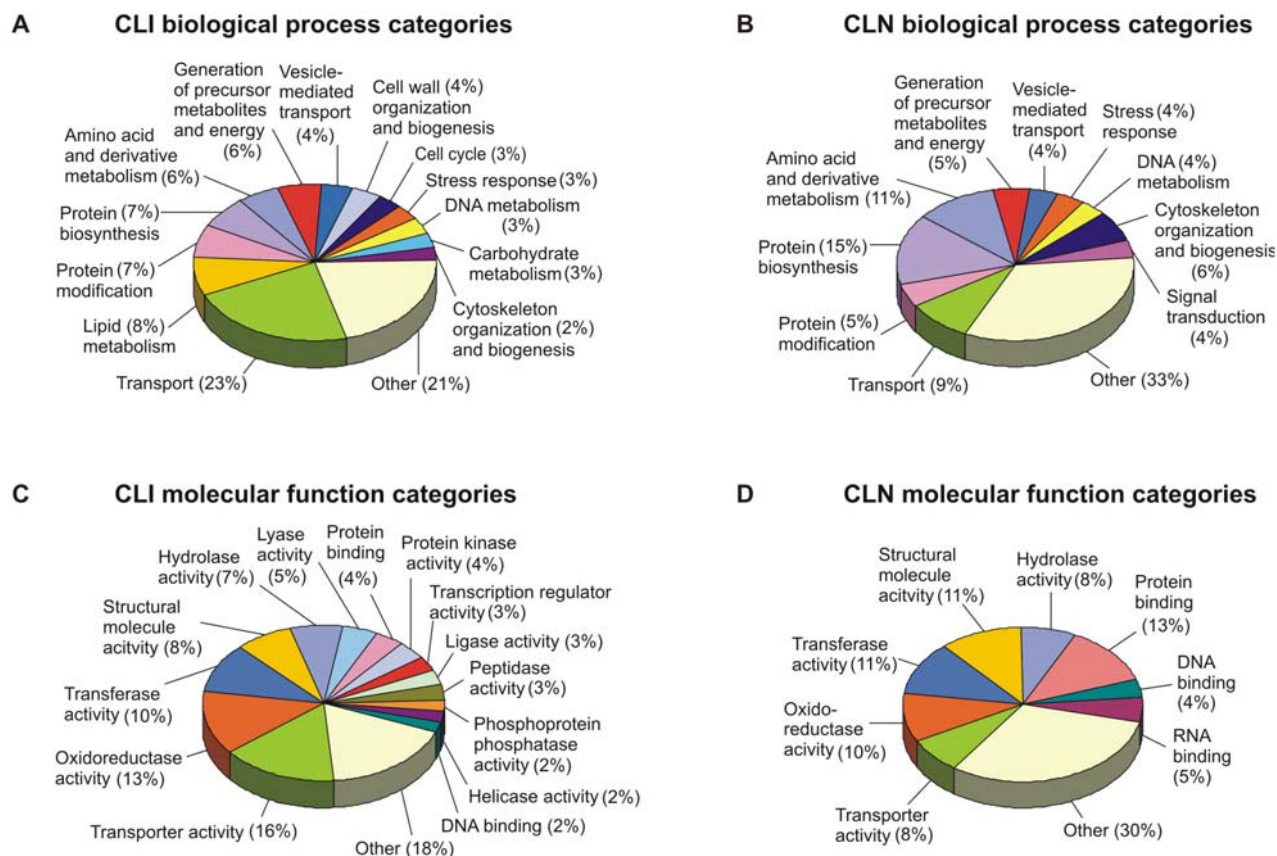 A CLI biological process categories
Generation
of precursor
metabolites
and energy
(6%)
Vesicle-
mediated
transport
(4%)
Cell wall (4%)
organization
and biogenesis
Cell cycle (3%)
Stress response (3%)
DNA metabolism
(3%)
Carbohydrate
metabolism (3%)
Cytoskeleton
organization (2%)
and biogenesis
Other (21%)
Transport (23%)
Lipid (8%)
metabolism
Protein (7%)
modification
Protein (7%)
biosynthesis
Amino acid
and derivative
metabolism (6%)
B CLN biological process categories
Generation
of precursor
metabolites
and energy
(5%)
Vesicle-
mediated
transport
(4%)
Stress (4%)
response
DNA (4%)
metabolism
Cytoskeleton
organization
and biogenesis
(6%)
Signal
transduction
(4%)
Other (33%)
Transport (9%)
Protein (5%)
modification
Protein (15%)
biosynthesis
Amino acid
and derivative
metabolism (11%)
C CLI molecular function categories
Hydrolase
activity (7%)
Lyase
activity
(5%)
Protein
binding
(4%)
Protein kinase
activity (4%)
Transcription regulator
activity (3%)
Ligase activity (3%)
Peptidase
activity (3%)
Phosphoprotein
phosphatase
activity (2%)
Helicase activity (2%)
DNA binding (2%)
Other (18%)
Transporter activity (16%)
Oxidoreductase
activity (13%)
Transferase
activity (10%)
Structural
molecule
acivity (8%)
D CLN molecular function categories
Structural
molecule
acitvity (11%)
Hydrolase
activity (8%)
Protein
binding
(13%)
DNA
binding
(4%)
RNA
binding
(5%)
Other (30%)
Transporter
activity (8%)
Oxido-
reductase
acivity (10%)
Transferase
activity (11%)